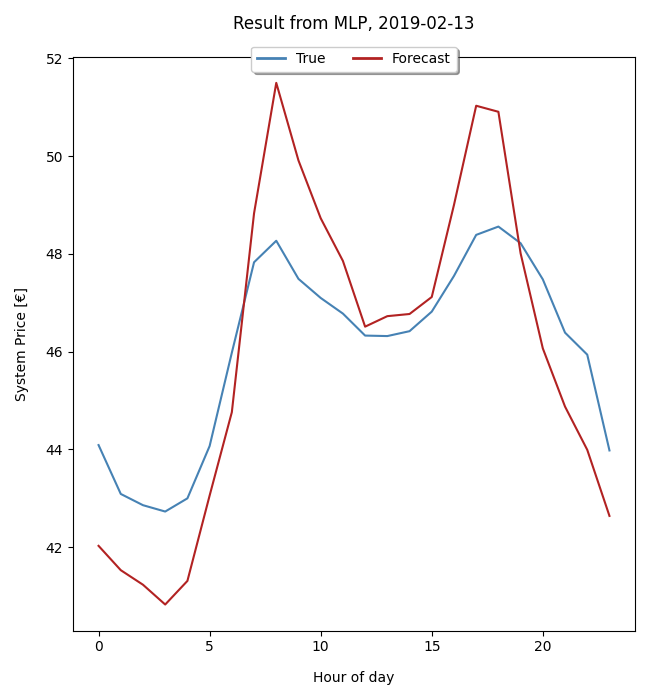 Result from MLP, 2019-02-13
True Forecast
52
50
48
46
44
42
System Price [€]
0 5 10 15 20
Hour of day